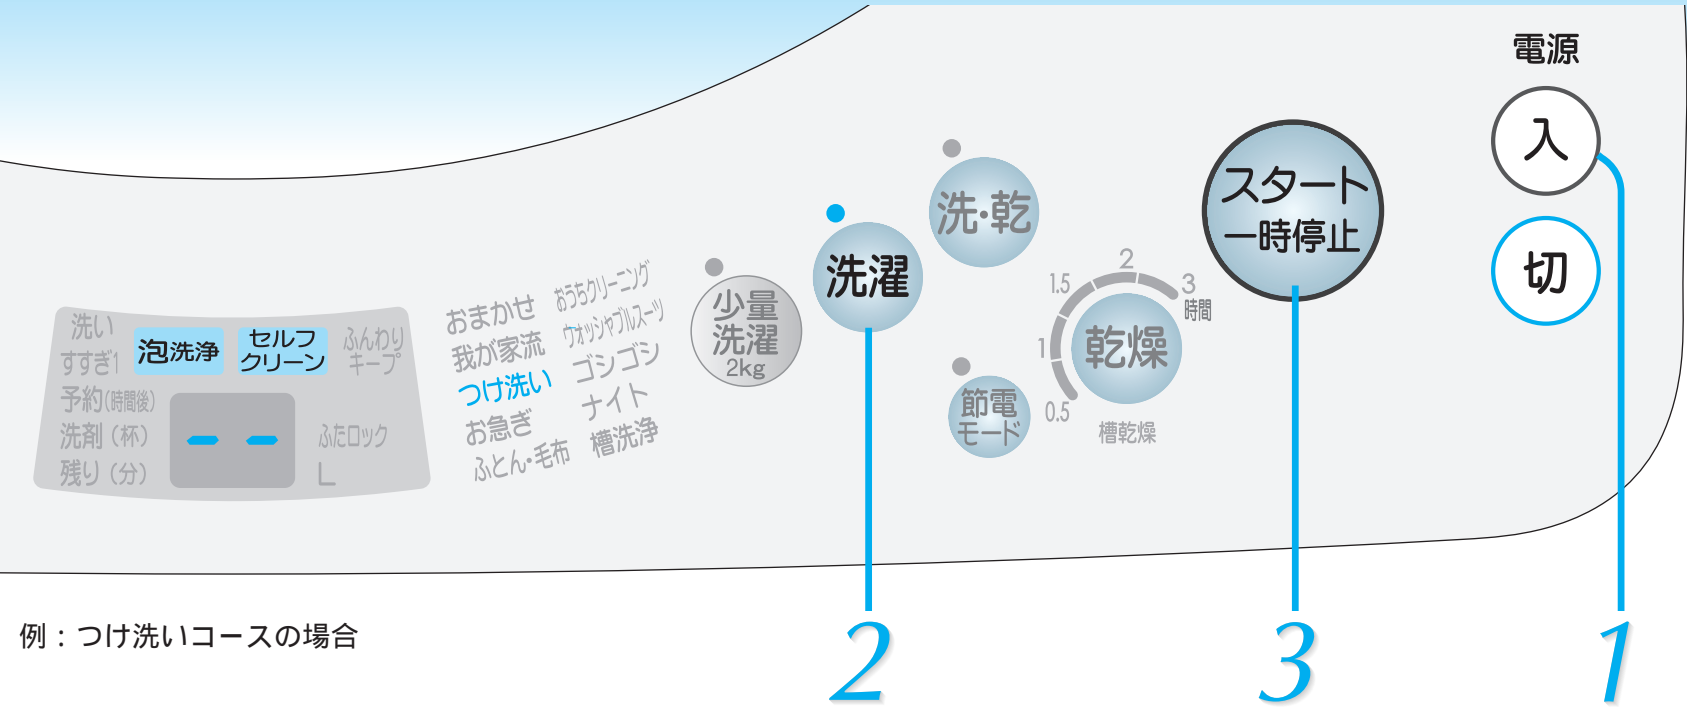 電源
入
切
スタート
一時停止
洗・乾
洗濯
少量
洗濯
2kg
乾燥
0.5
1
1.5
2
3
時間
槽乾燥
節電
モード
おまかせ
我が家流
つけ洗い
お急ぎ
ふとん・毛布
おうちクリーニング
ウォッシャブルスーツ
ゴシゴシ
ナイト
槽洗浄
洗い
すすぎ1
泡洗浄
セルフ
クリーン
ふんわり
キープ
予約(時間後)
洗剤(杯)
残り(分)
– –
ふたロック
例：つけ洗いコースの場合
2
3
1